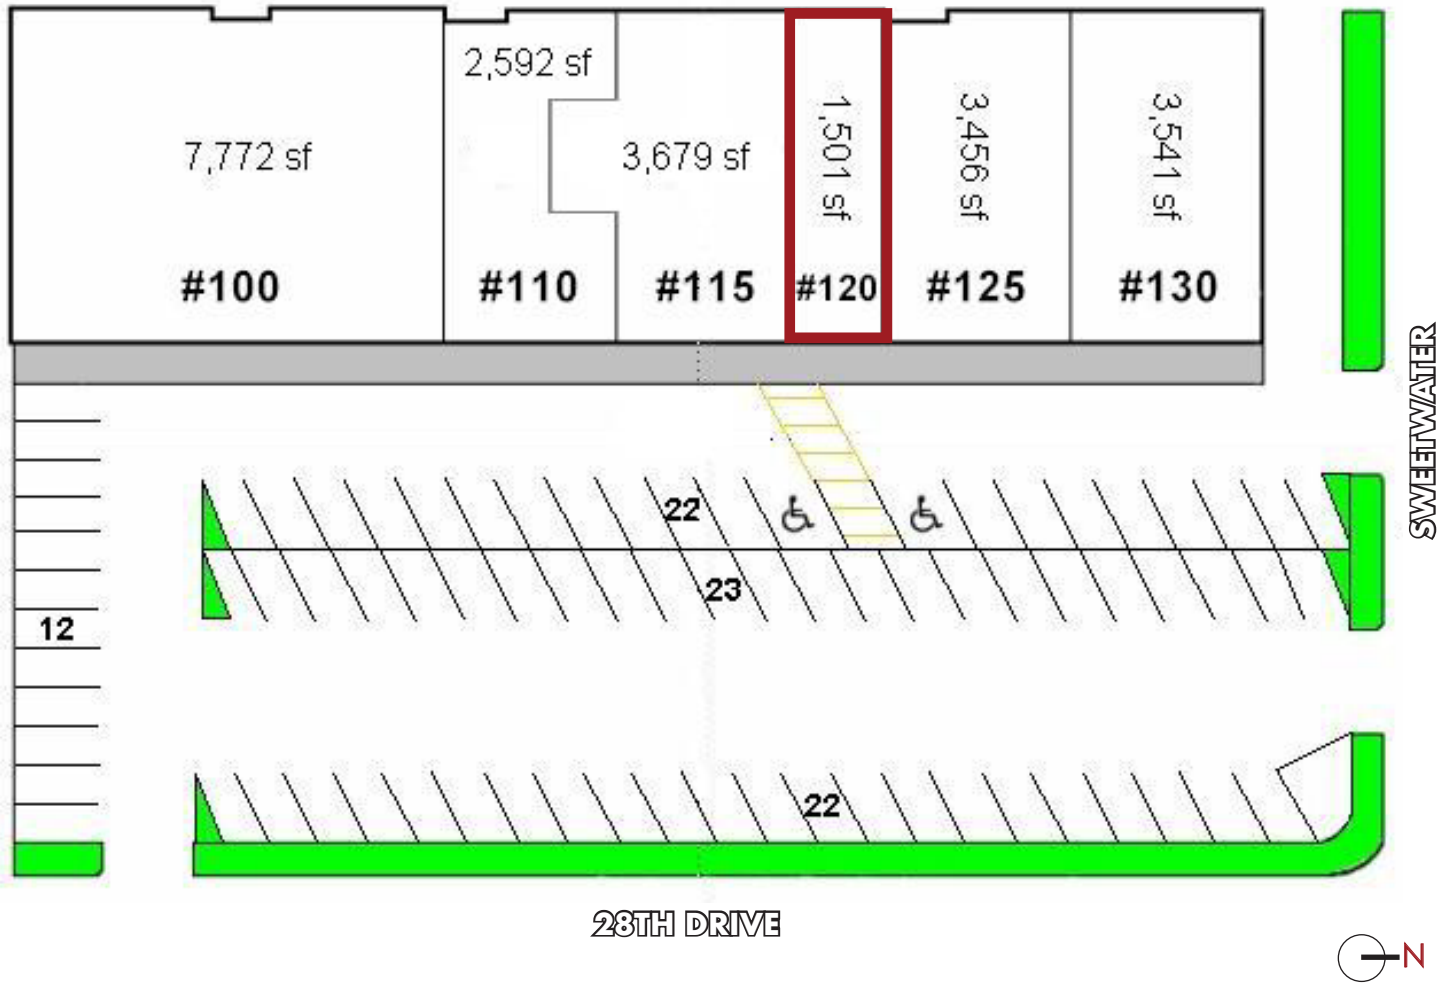 2,592 sf
7,772 sf
3,679 sf
1,501 sf
3,456 sf
3,541 sf
#100
#110
#115
#120
#125
#130
SWEETWATER
22
23
12
22
28TH DRIVE
N